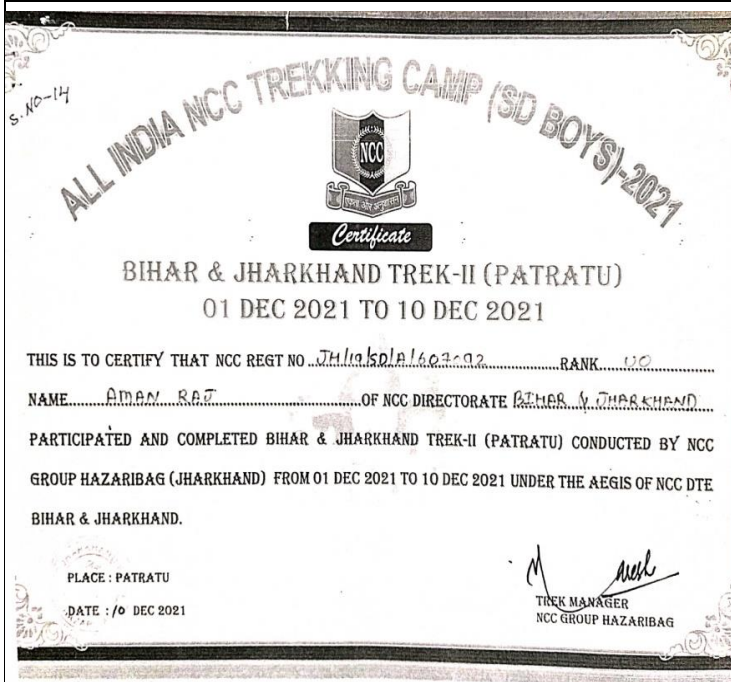 S. NO-14
ALL INDIA NCC TREKKING CAMP (SD BOYS)-2021
NCC
एकता और अनुशासन
Certificate
BIHAR & JHARKHAND TREK-II (PATRATU)
01 DEC 2021 TO 10 DEC 2021
THIS IS TO CERTIFY THAT NCC REGT NO JH/19/SD/A/607092 RANK UO
NAME AMAN RAJ OF NCC DIRECTORATE BIHAR & JHARKHAND
PARTICIPATED AND COMPLETED BIHAR & JHARKHAND TREK-II (PATRATU) CONDUCTED BY NCC
GROUP HAZARIBAG (JHARKHAND) FROM 01 DEC 2021 TO 10 DEC 2021 UNDER THE AEGIS OF NCC DTE
BIHAR & JHARKHAND.
PLACE : PATRATU
DATE : 10 DEC 2021
TREK MANAGER
NCC GROUP HAZARIBAG